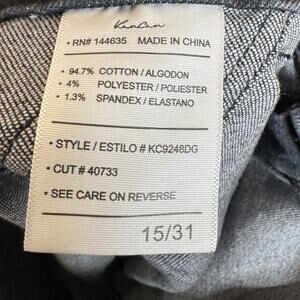 KanCan
• RN# 144635 MADE IN CHINA
• 94.7% COTTON / ALGODON
• 4% POLYESTER / POLIESTER
• 1.3% SPANDEX / ELASTANO
• STYLE / ESTILO # KC9248DG
• CUT # 40733
• SEE CARE ON REVERSE
15/31